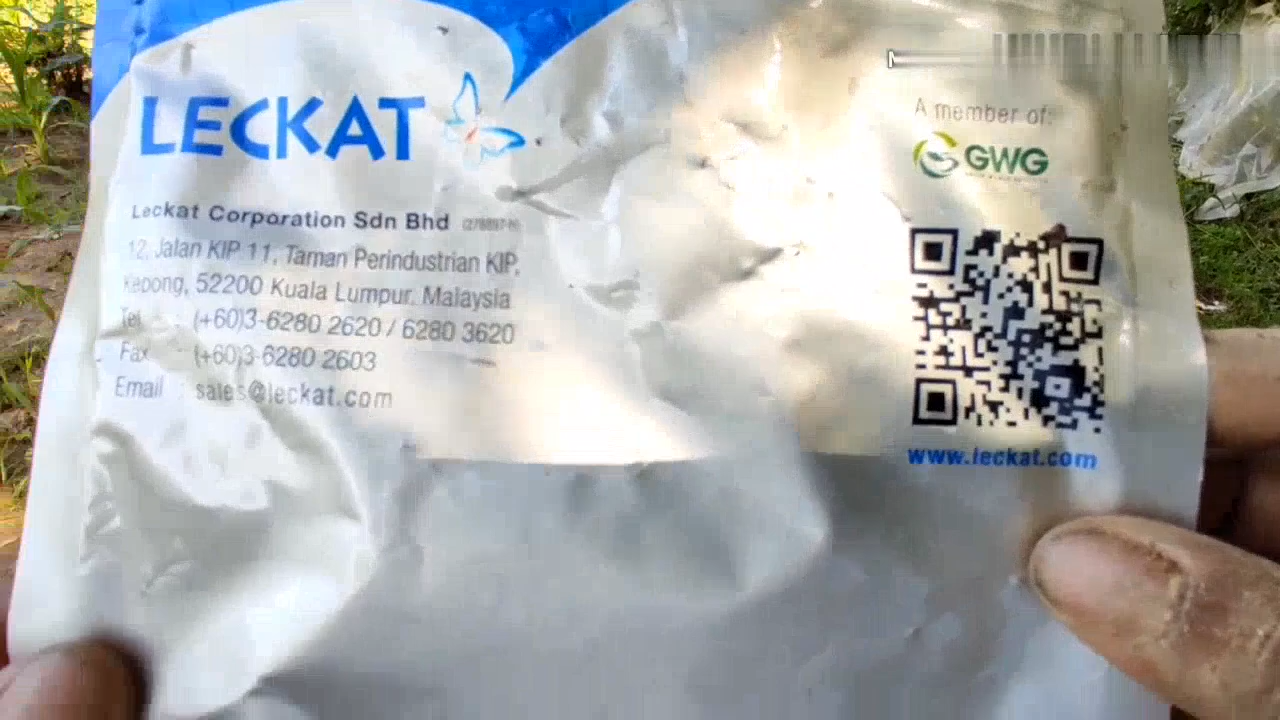 LECKAT
Leckat Corporation Sdn Bhd
12, Jalan KIP 11, Taman Perindustrian KIP,
Kepong, 52200 Kuala Lumpur. Malaysia
Tel : (+60)3-6280 2620 / 6280 3620
Fax : (+60)3-6280 2603
Email : sales@leckat.com
A member of:
GWG
www.leckat.com